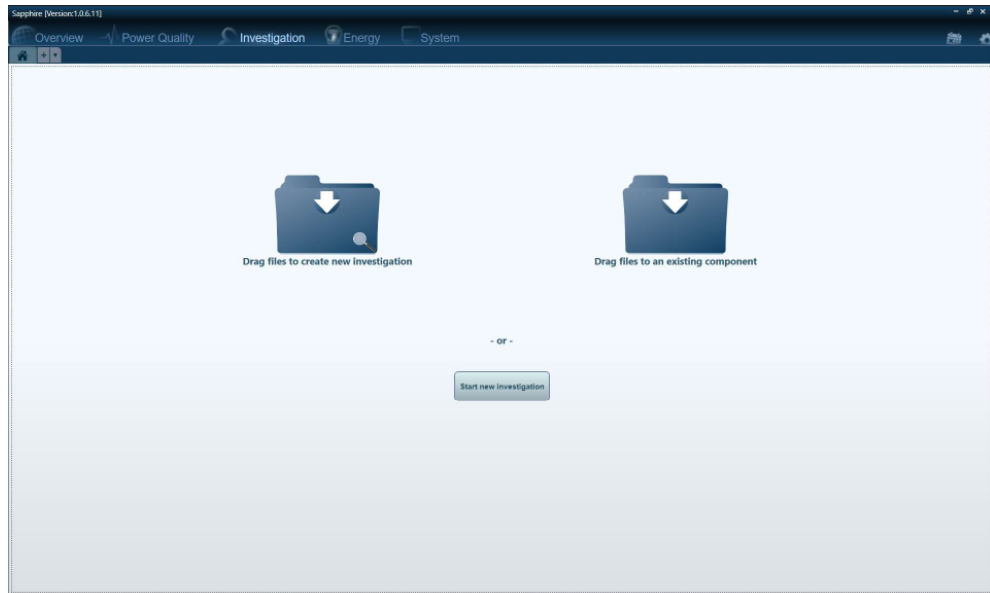 Sapphire [Version:1.0.6.11]
Overview Power Quality Investigation Energy System
Drag files to create new investigation Drag files to an existing component
- or -
Start new investigation